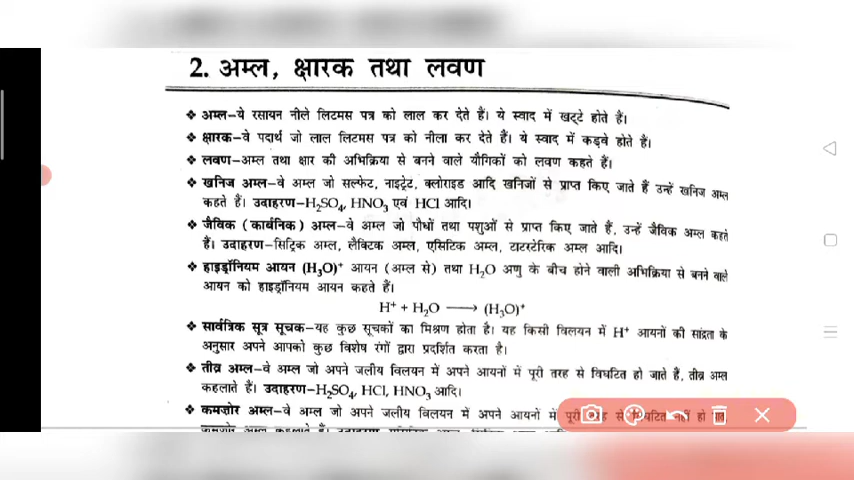 2. अम्ल, क्षारक तथा लवण
❖ अम्ल-ये रसायन नीले लिटमस पत्र को लाल कर देते हैं। ये स्वाद में खट्टे होते हैं।
❖ क्षारक-वे पदार्थ जो लाल लिटमस पत्र को नीला कर देते हैं। ये स्वाद में कड़वे होते हैं।
❖ लवण-अम्ल तथा क्षार की अभिक्रिया से बनने वाले यौगिकों को लवण कहते हैं।
❖ खनिज अम्ल-वे अम्ल जो सल्फेट, नाइट्रेट, क्लोराइड आदि खनिजों से प्राप्त किए जाते हैं उन्हें खनिज अम्ल
कहते हैं। उदाहरण-H₂SO₄, HNO₃ एवं HCl आदि।
❖ जैविक (कार्बनिक) अम्ल-वे अम्ल जो पौधों तथा पशुओं से प्राप्त किए जाते हैं, उन्हें जैविक अम्ल कहते
हैं। उदाहरण-सिट्रिक अम्ल, लैक्टिक अम्ल, एसिटिक अम्ल, टाटस्टेरिक अम्ल आदि।
❖ हाइड्रॉनियम आयन (H₃O)⁺ आयन (अम्ल से) तथा H₂O अणु के बीच होने वाली अभिक्रिया से बनने वाले
आयन को हाइड्रॉनियम आयन कहते हैं।
H⁺ + H₂O ⟶ (H₃O)⁺
❖ सार्वत्रिक सूत्र सूचक-यह कुछ सूचकों का मिश्रण होता है। यह किसी विलयन में H⁺ आयनों की सांद्रता के
अनुसार अपने आपको कुछ विशेष रंगों द्वारा प्रदर्शित करता है।
❖ तीव्र अम्ल-वे अम्ल जो अपने जलीय विलयन में अपने आयनों में पूरी तरह से विघटित हो जाते हैं, तीव्र अम्ल
कहलाते हैं। उदाहरण-H₂SO₄, HCl, HNO₃ आदि।
❖ कमज़ोर अम्ल-वे अम्ल जो अपने जलीय विलयन में अपने आयनों में पूरी तरह से विघटित नहीं हो